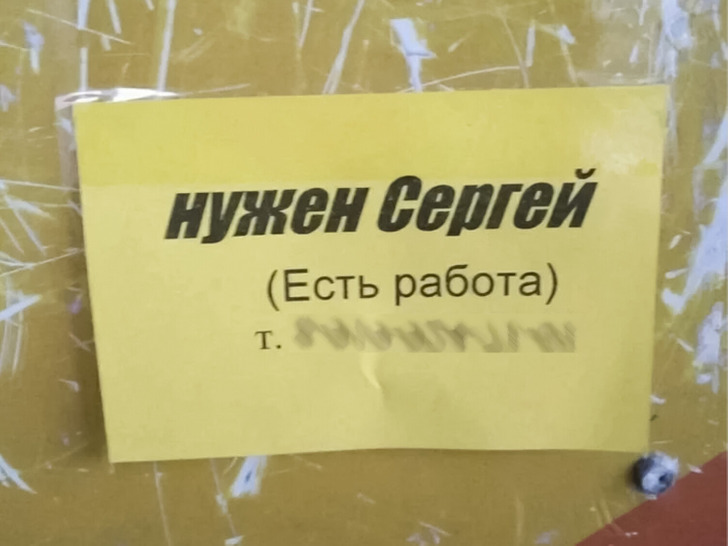 нужен Сергей
(Есть работа)
т.